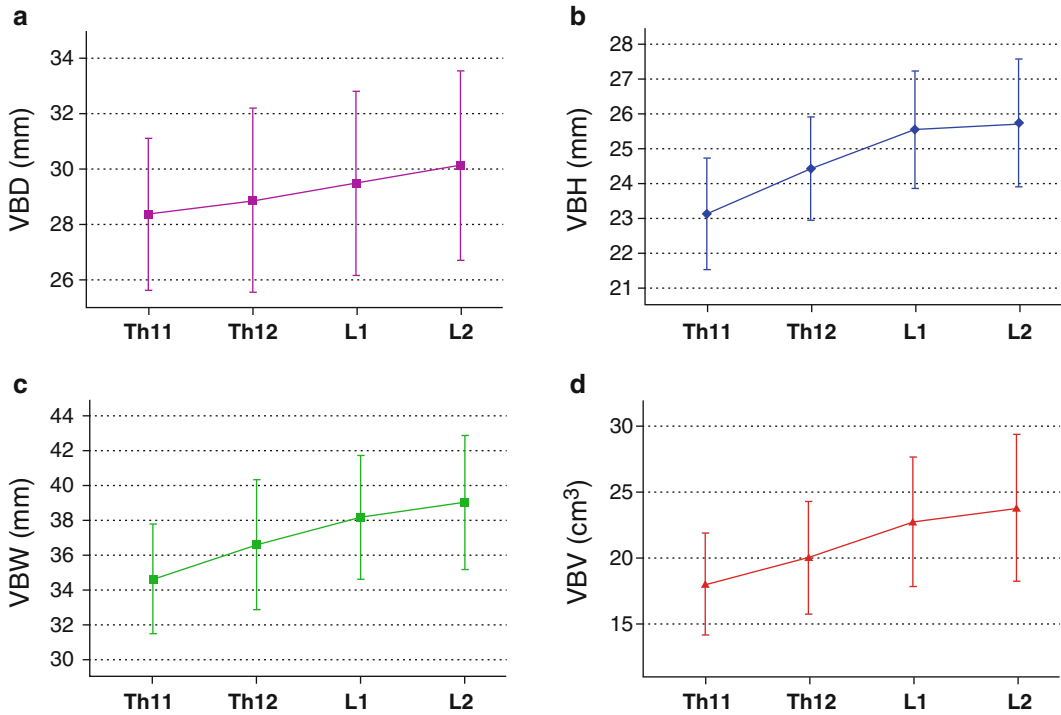 a
VBD (mm)
34
32
30
28
26
Th11 Th12 L1 L2
b
VBH (mm)
28
27
26
25
24
23
22
21
Th11 Th12 L1 L2
c
VBW (mm)
44
42
40
38
36
34
32
30
Th11 Th12 L1 L2
d
VBV (cm³)
30
25
20
15
Th11 Th12 L1 L2